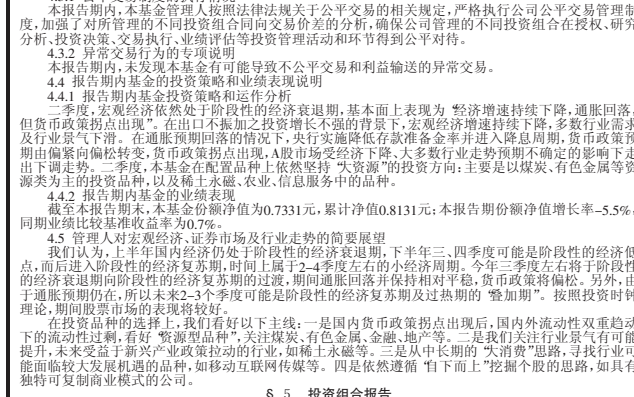 本报告期内,本基金管理人按照法律法规关于公平交易的相关规定,严格执行公司公平交易管理制
度,加强了对所管理的不同投资组合同向交易价差的分析,确保公司管理的不同投资组合在授权、研究
分析、投资决策、交易执行、业绩评估等投资管理活动和环节得到公平对待。
4.3.2 异常交易行为的专项说明
本报告期内,未发现本基金有可能导致不公平交易和利益输送的异常交易。
4.4 报告期内基金的投资策略和业绩表现说明
4.4.1 报告期内基金投资策略和运作分析
二季度,宏观经济依然处于阶段性的经济衰退期,基本面上表现为“经济增速持续下降,通胀回落,
但货币政策拐点出现”。在出口不振加之投资增长不强的背景下,宏观经济增速持续下降,多数行业需求
及行业景气下滑。在通胀预期回落的情况下,央行实施降低存款准备金率并进入降息周期,货币政策预
期由偏紧向偏松转变,货币政策拐点出现,A股市场受经济下降、大多数行业走势预期不确定的影响下走
出下调走势。二季度,本基金在配置品种上依然坚持“大资源”的投资方向:主要是以煤炭、有色金属等资
源类为主的投资品种,以及稀土永磁、农业、信息服务中的品种。
4.4.2 报告期内基金的业绩表现
截至本报告期末,本基金份额净值为0.7331元,累计净值0.8131元;本报告期份额净值增长率-5.5%,
同期业绩比较基准收益率为0.7%。
4.5 管理人对宏观经济、证券市场及行业走势的简要展望
我们认为,上半年国内经济仍处于阶段性的经济衰退期,下半年三、四季度可能是阶段性的经济低
点,而后进入阶段性的经济复苏期,时间上属于2-4季度左右的小经济周期。今年三季度左右将于阶段性
的经济衰退期向阶段性的经济复苏期的过渡,期间通胀回落并保持相对平稳,货币政策将偏松。另外,由
于通胀预期仍在,所以未来2-3个季度可能是阶段性的经济复苏期及过热期的“叠加期”。按照投资时钟
理论,期间股票市场的表现将较好。
在投资品种的选择上,我们看好以下主线:一是国内货币政策拐点出现后,国内外流动性双重趋动
下的流动性过剩,看好“资源型品种”,关注煤炭、有色金属、金融、地产等。二是我们关注行业景气有可能
提升,未来受益于新兴产业政策拉动的行业,如稀土永磁等。三是从中长期的“大消费”思路,寻找行业可
能面临较大发展机遇的品种,如移动互联网传媒等。四是依然遵循“自下而上”挖掘个股的思路,如具有
独特可复制商业模式的公司。
§ 5 投资组合报告